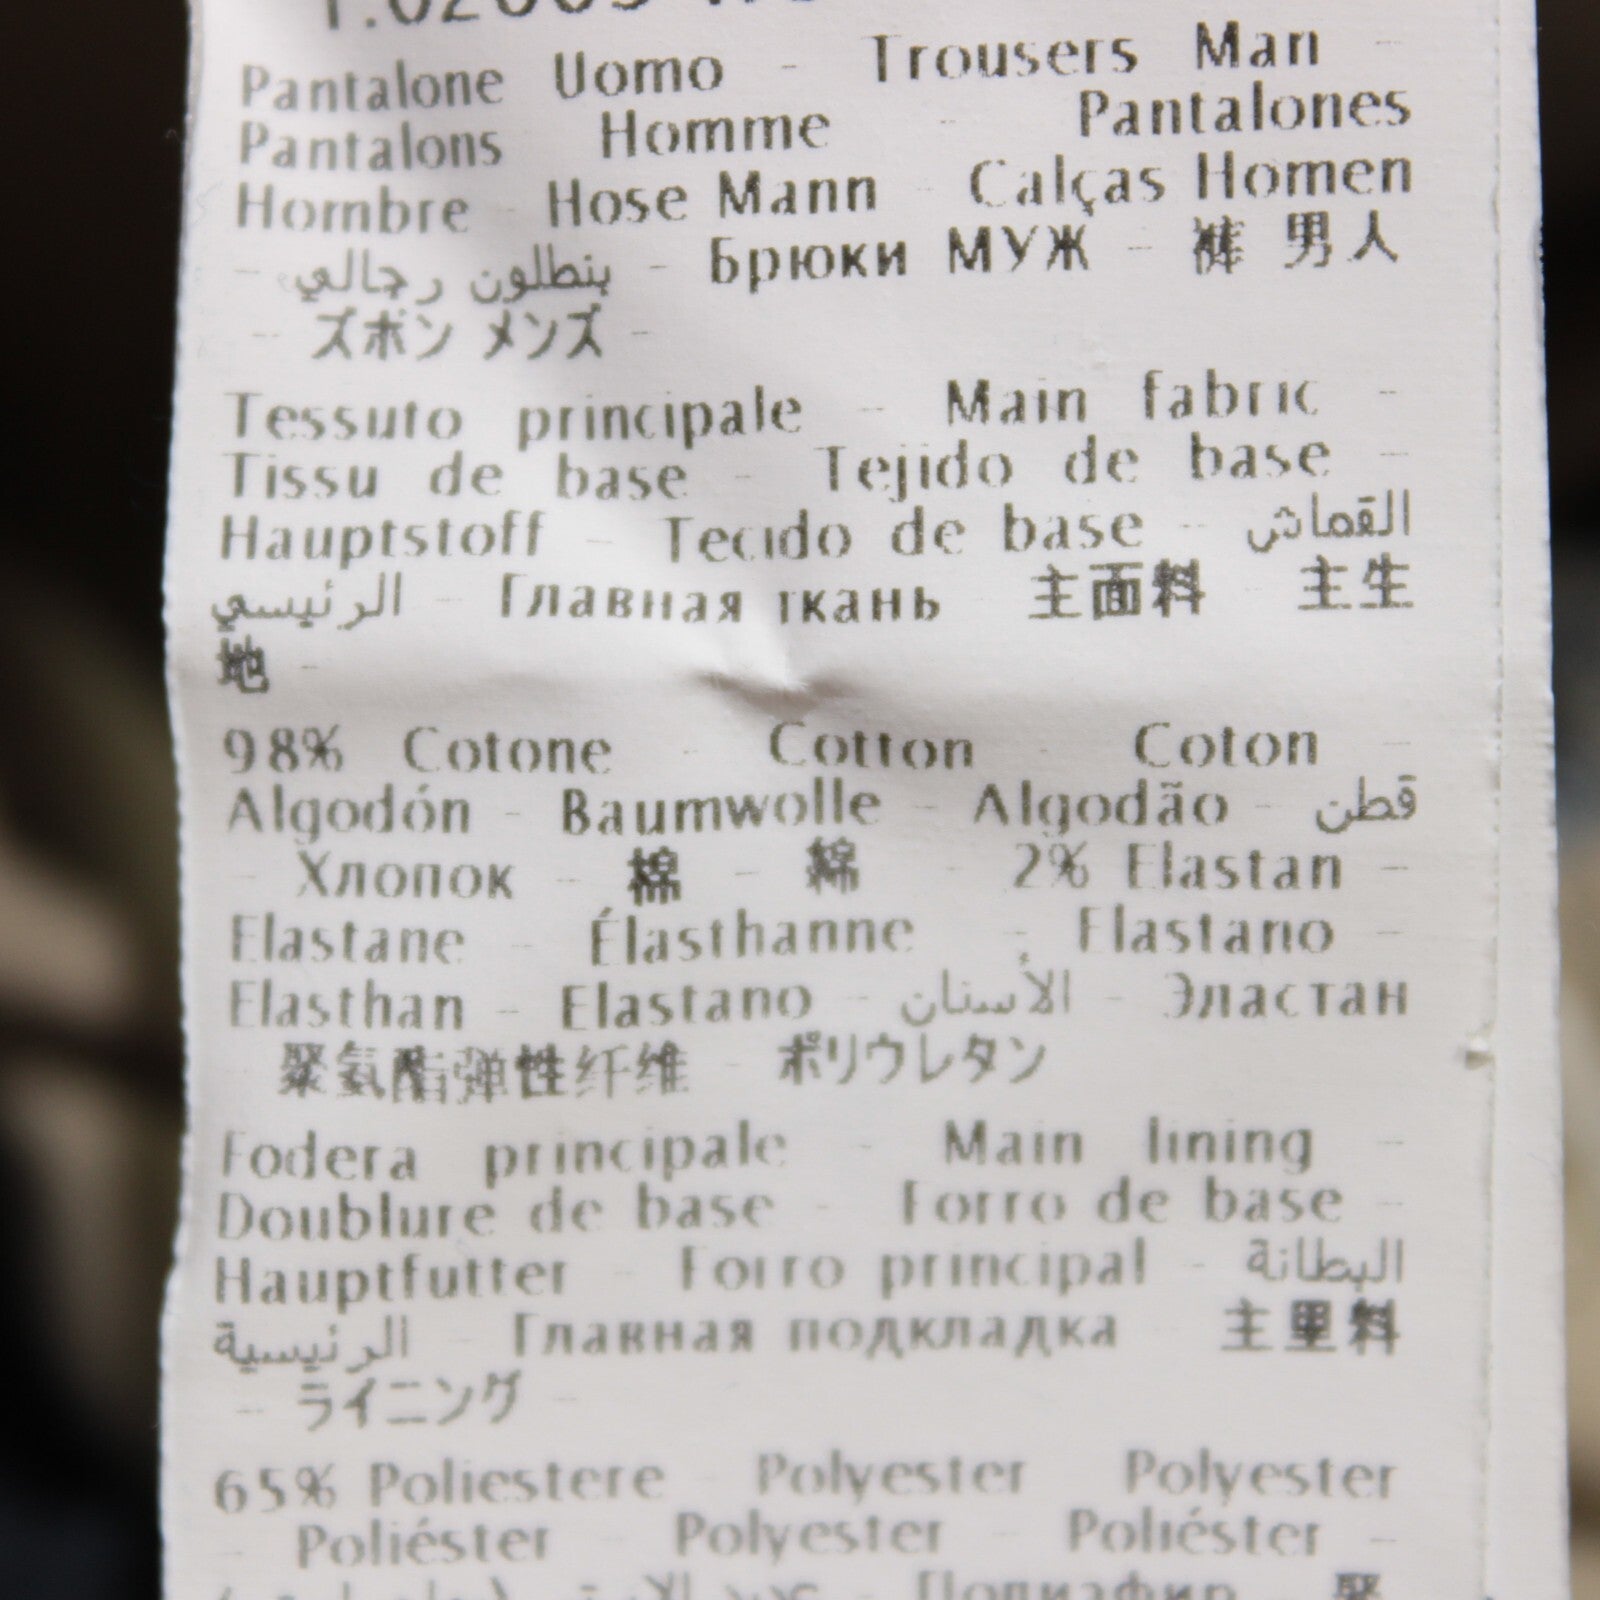 Pantalone Uomo - Trousers Man -
Pantalons Homme - Pantalones
Hombre - Hose Mann - Calças Homen
- بنطلون رجالي - Брюки МУЖ - 裤 男人
- ズボン メンズ -
Tessuto principale - Main fabric -
Tissu de base - Tejido de base -
Hauptstoff - Tecido de base - القماش
الرئيسي - Главная ткань 主面料 主生
地 -
98% Cotone - Cotton - Coton -
Algodón - Baumwolle - Algodão - قطن
- Хлопок - 棉 - 綿 - 2% Elastan -
Elastane - Élasthanne - Elastano -
Elasthan - Elastano - الأسنان - Эластан
聚氨酯弹性纤维 - ポリウレタン
Fodera principale - Main lining -
Doublure de base - Forro de base -
Hauptfutter - Forro principal - البطانة
الرئيسية - Главная подкладка 主里料
- ライニング -
65% Poliestere - Polyester Polyester
- Poliéster - Polyester - Poliéster -
Полиэфир